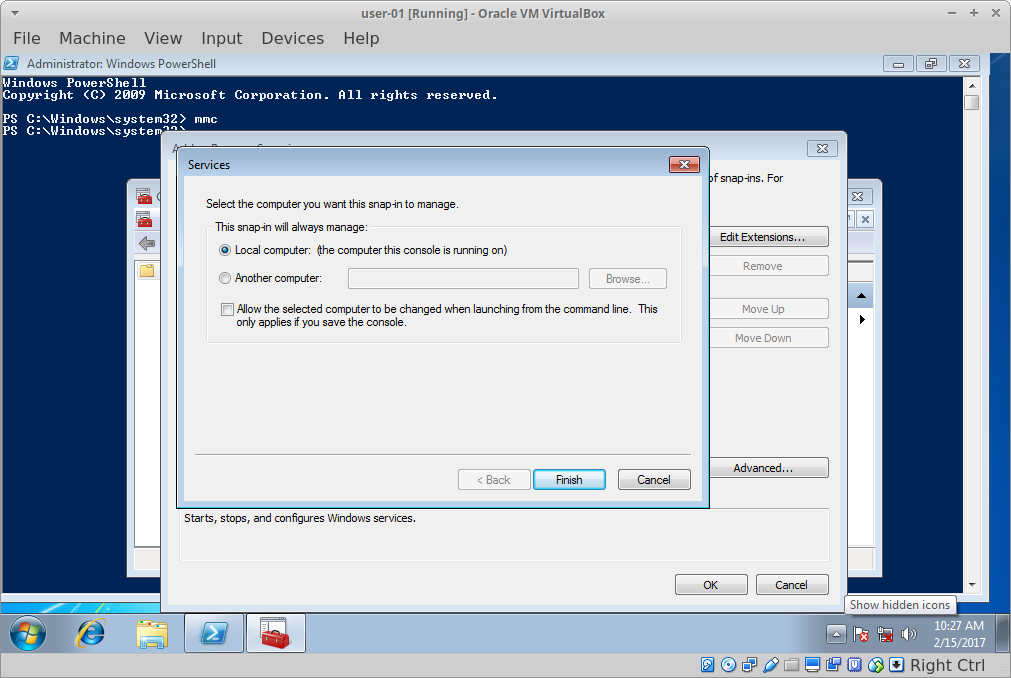 user-01 [Running] - Oracle VM VirtualBox
File Machine View Input Devices Help
Administrator: Windows PowerShell
Windows PowerShell
Copyright (C) 2009 Microsoft Corporation. All rights reserved.
PS C:\Windows\system32> mmc
PS C:\Windows\system32>
Services
of snap-ins. For
Select the computer you want this snap-in to manage.
This snap-in will always manage:
Local computer: (the computer this console is running on)
Another computer:
Browse...
Allow the selected computer to be changed when launching from the command line. This
only applies if you save the console.
Edit Extensions...
Remove
Move Up
Move Down
Advanced...
< Back
Finish
Cancel
Starts, stops, and configures Windows services.
OK
Cancel
Show hidden icons
10:27 AM
2/15/2017
Right Ctrl